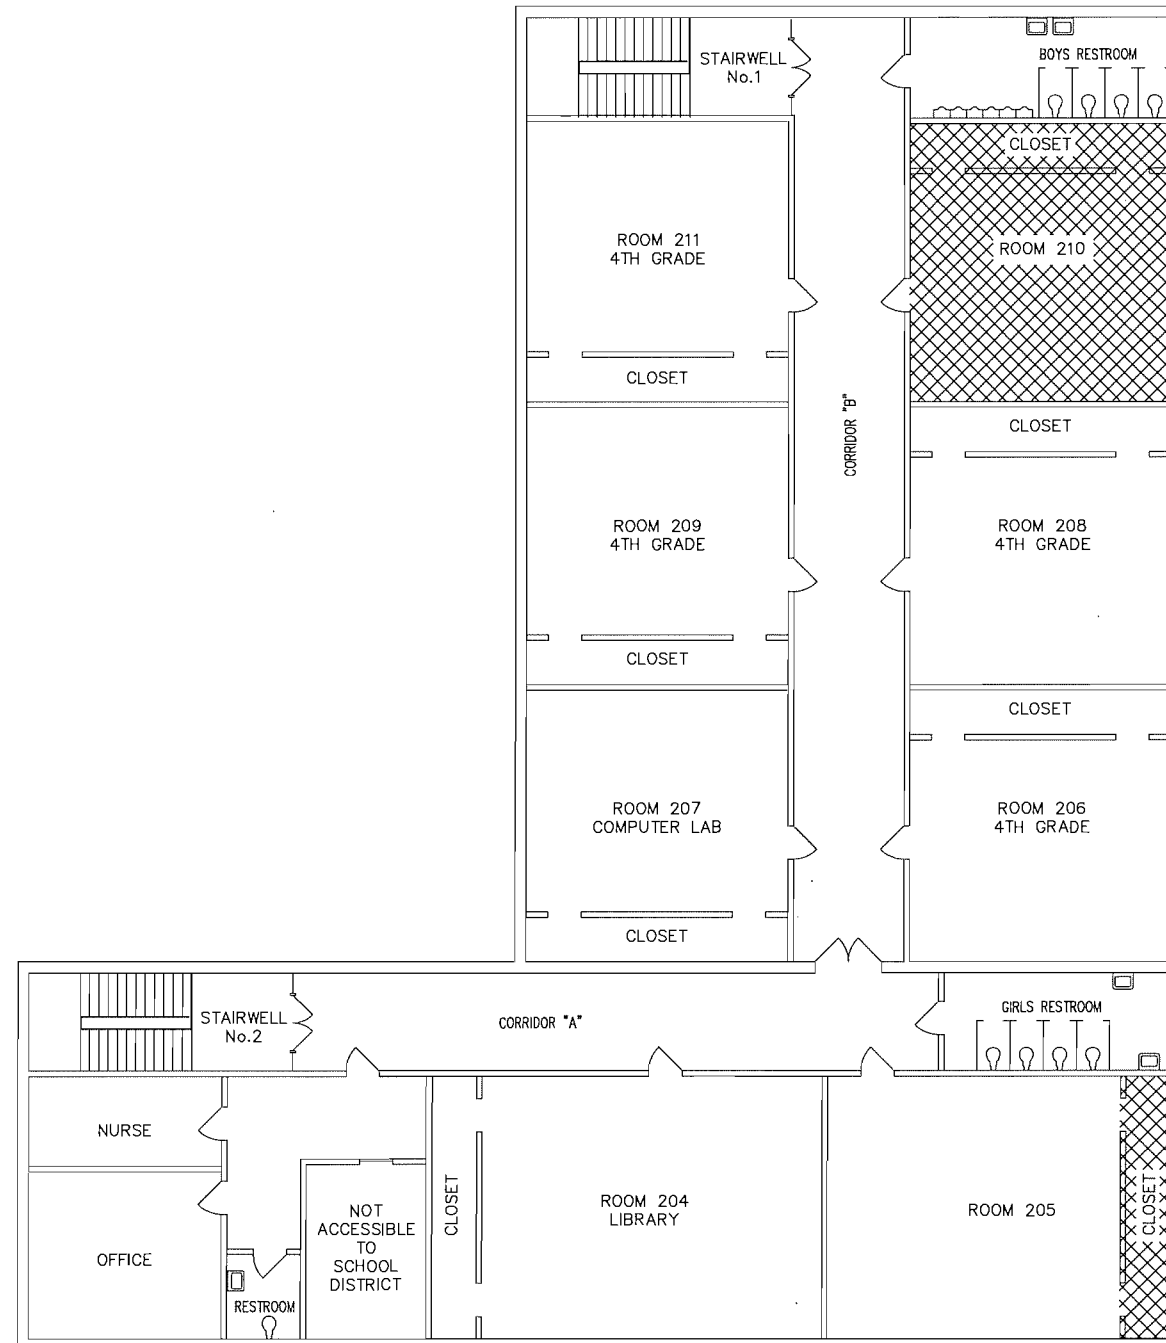 STAIRWELL
No.1
BOYS RESTROOM
CLOSET
ROOM 211
4TH GRADE
ROOM 210
CLOSET
CORRIDOR "B"
CLOSET
ROOM 209
4TH GRADE
ROOM 208
4TH GRADE
CLOSET
CLOSET
ROOM 207
COMPUTER LAB
ROOM 206
4TH GRADE
CLOSET
STAIRWELL
No.2
CORRIDOR "A"
GIRLS RESTROOM
NURSE
OFFICE
RESTROOM
NOT
ACCESSIBLE
TO
SCHOOL
DISTRICT
CLOSET
ROOM 204
LIBRARY
ROOM 205
CLOSET